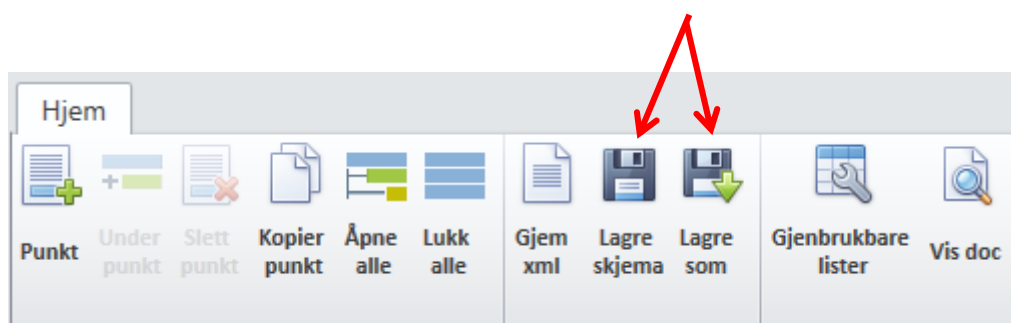 Hjem
Punkt
Under
punkt
Slett
punkt
Kopier
punkt
Åpne
alle
Lukk
alle
Gjem
xml
Lagre
skjema
Lagre
som
Gjenbrukbare
lister
Vis doc